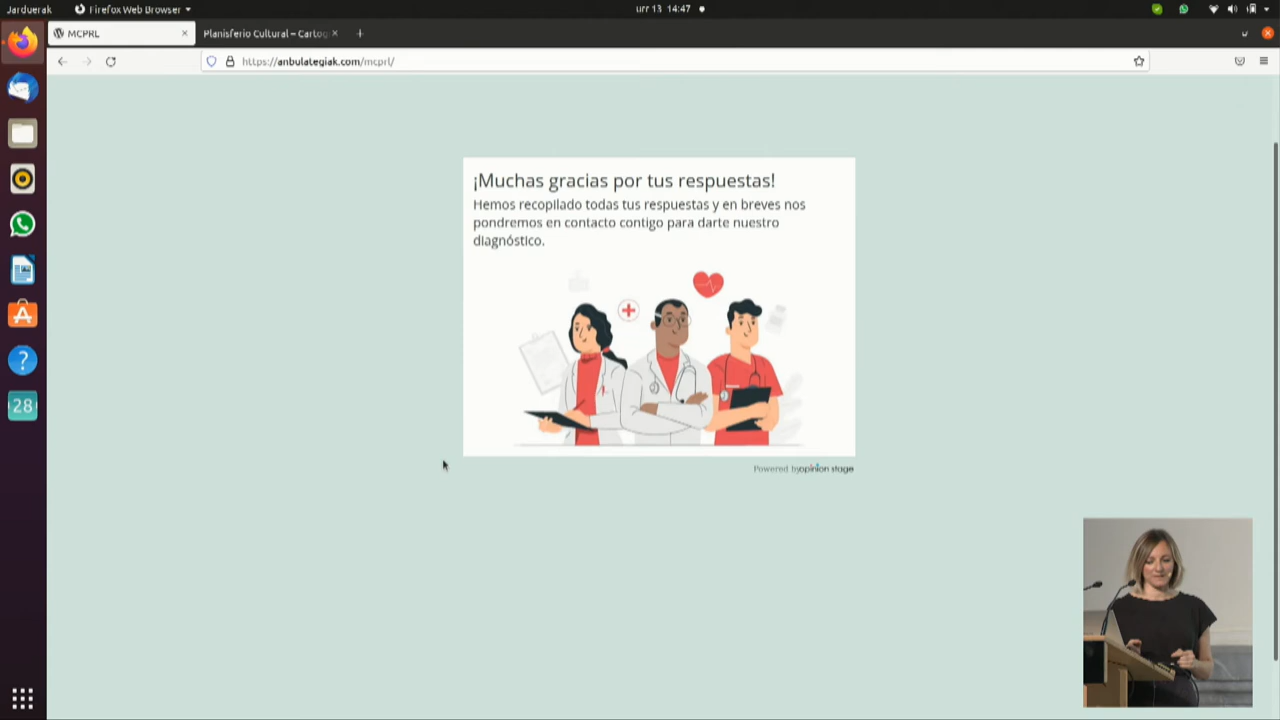 Jarduerak
Firefox Web Browser
urr 13 14:47
MCPRL
Planisferio Cultural – Cartog
https://anbulategiak.com/mcprl/
¡Muchas gracias por tus respuestas!
Hemos recopilado todas tus respuestas y en breves nos
pondremos en contacto contigo para darte nuestro
diagnóstico.
Powered by opinion stage
28